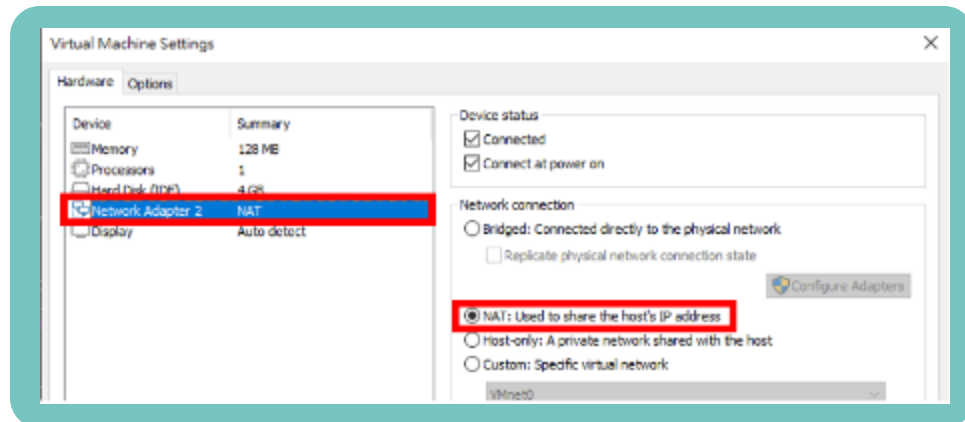 Virtual Machine Settings
Hardware Options
Device Summary
Memory 128 MB
Processors 1
Hard Disk (IDE) 4 GB
Network Adapter 2 NAT
Display Auto detect
Device status
Connected
Connect at power on
Network connection
Bridged: Connected directly to the physical network
Replicate physical network connection state
Configure Adapters
NAT: Used to share the host's IP address
Host-only: A private network shared with the host
Custom: Specific virtual network
VMnet0